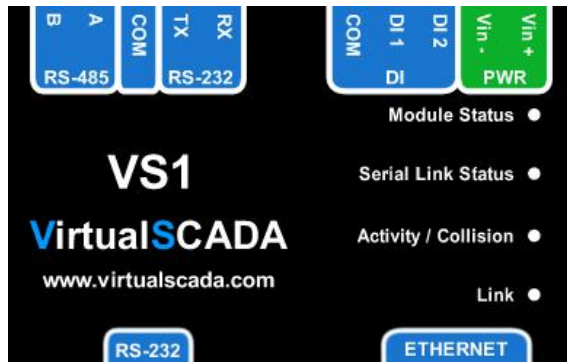 B A COM TX RX COM DI 1 DI 2 Vin - Vin +
RS-485 RS-232 DI PWR
Module Status
VS1
Serial Link Status
VirtualSCADA
Activity / Collision
www.virtualscada.com
Link
RS-232 ETHERNET